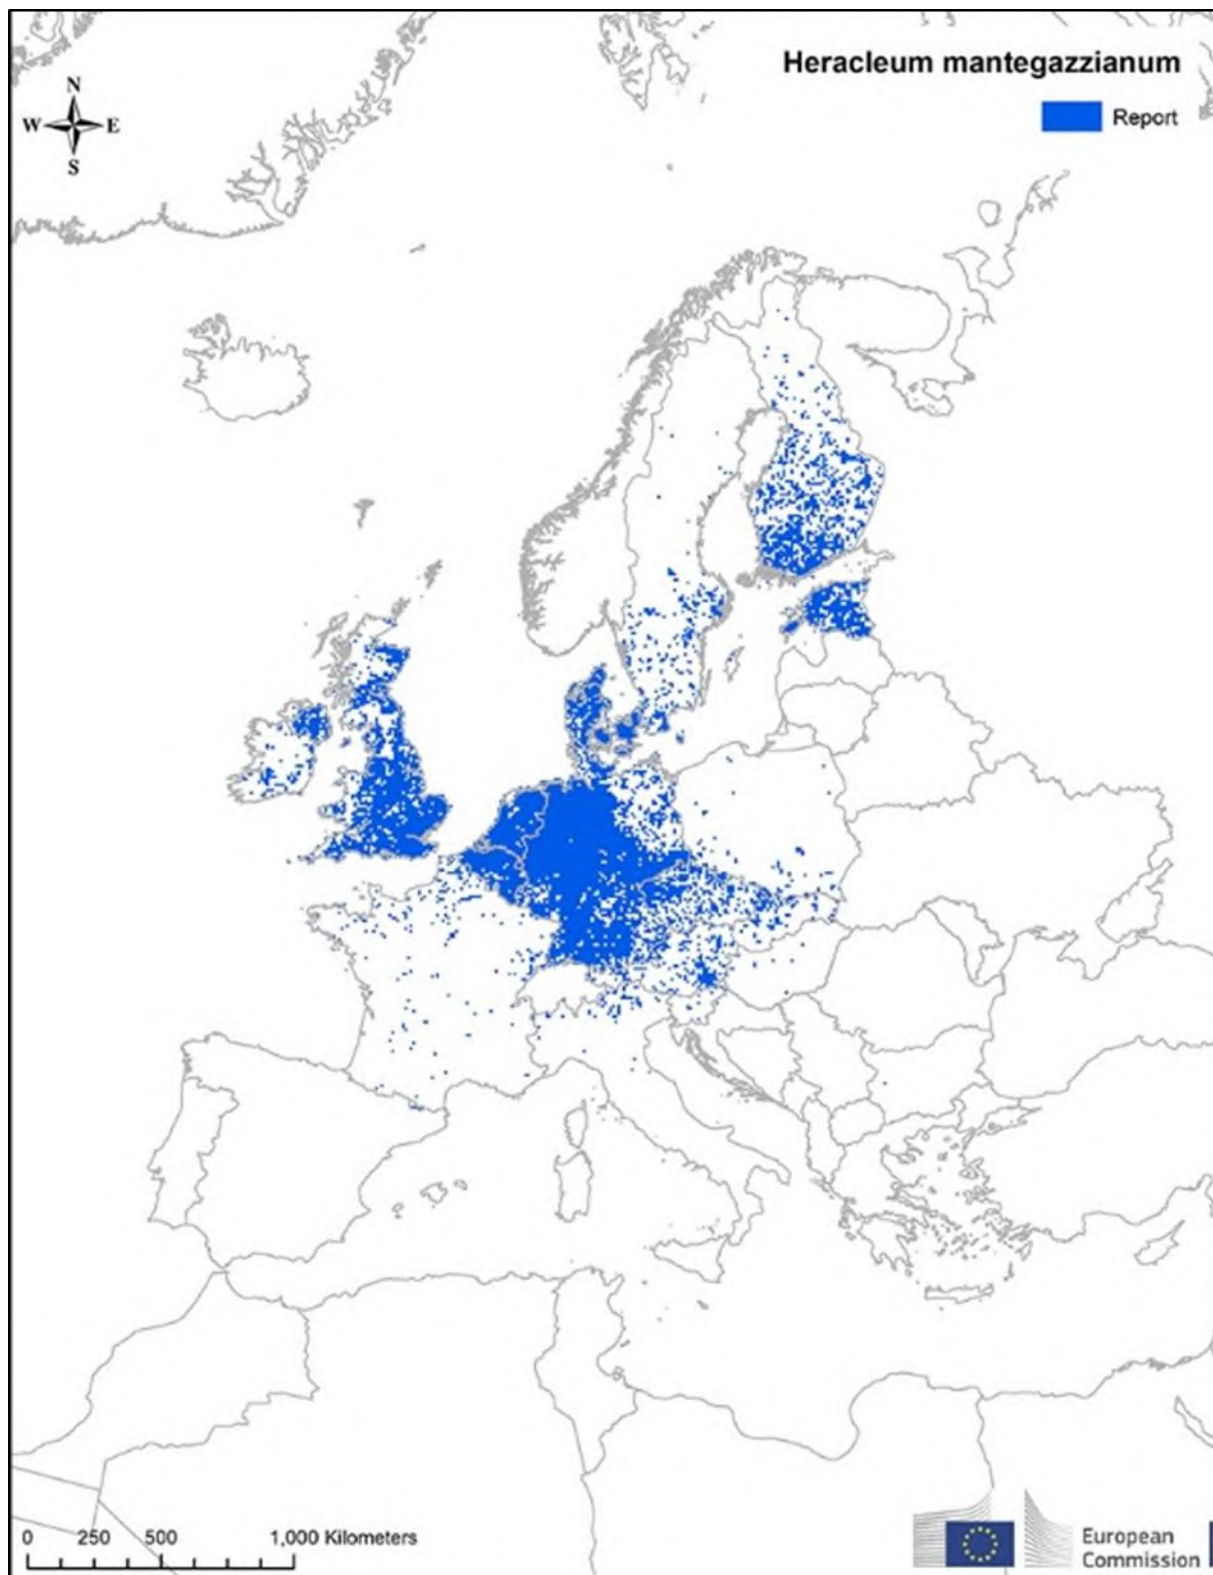 Heracleum mantegazzianum
Report
N
W E
S
0 250 500 1,000 Kilometers
European
Commission